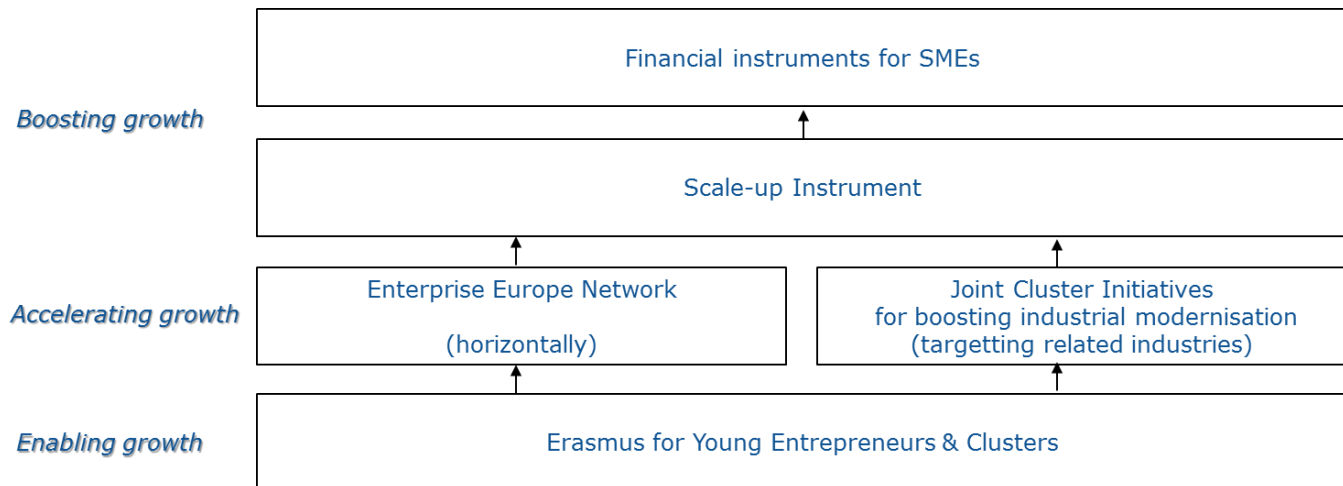 Financial instruments for SMEs
Boosting growth
Scale-up Instrument
Enterprise Europe Network
(horizontally)
Joint Cluster Initiatives
for boosting industrial modernisation
(targetting related industries)
Accelerating growth
Enabling growth
Erasmus for Young Entrepreneurs & Clusters